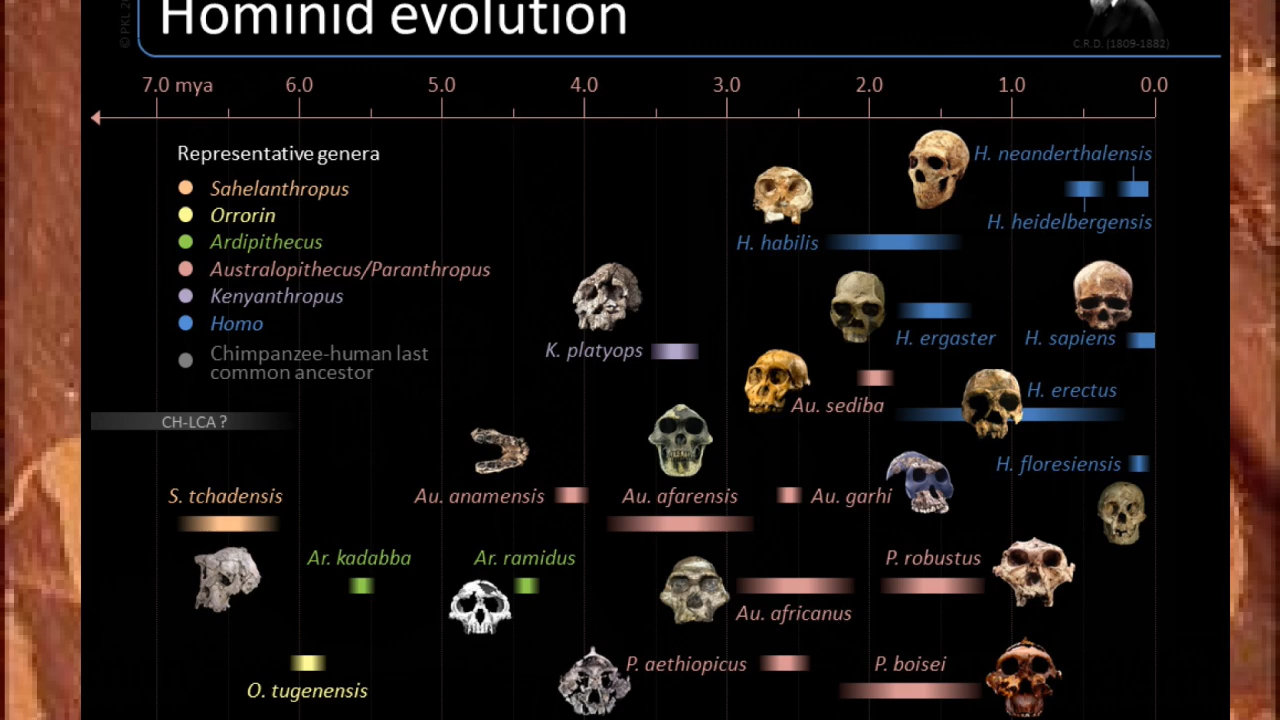 Hominid evolution
C.R.D. (1809-1882)
7.0 mya 6.0 5.0 4.0 3.0 2.0 1.0 0.0
Representative genera
Sahelanthropus
Orrorin
Ardipithecus
Australopithecus/Paranthropus
Kenyanthropus
Homo
Chimpanzee-human last
common ancestor
H. neanderthalensis
H. heidelbergensis
H. habilis
H. ergaster
H. sapiens
K. platyops
Au. sediba
H. erectus
CH-LCA ?
H. floresiensis
S. tchadensis
Au. anamensis
Au. afarensis
Au. garhi
Ar. kadabba
Ar. ramidus
P. robustus
Au. africanus
P. aethiopicus
P. boisei
O. tugenensis
© PKL